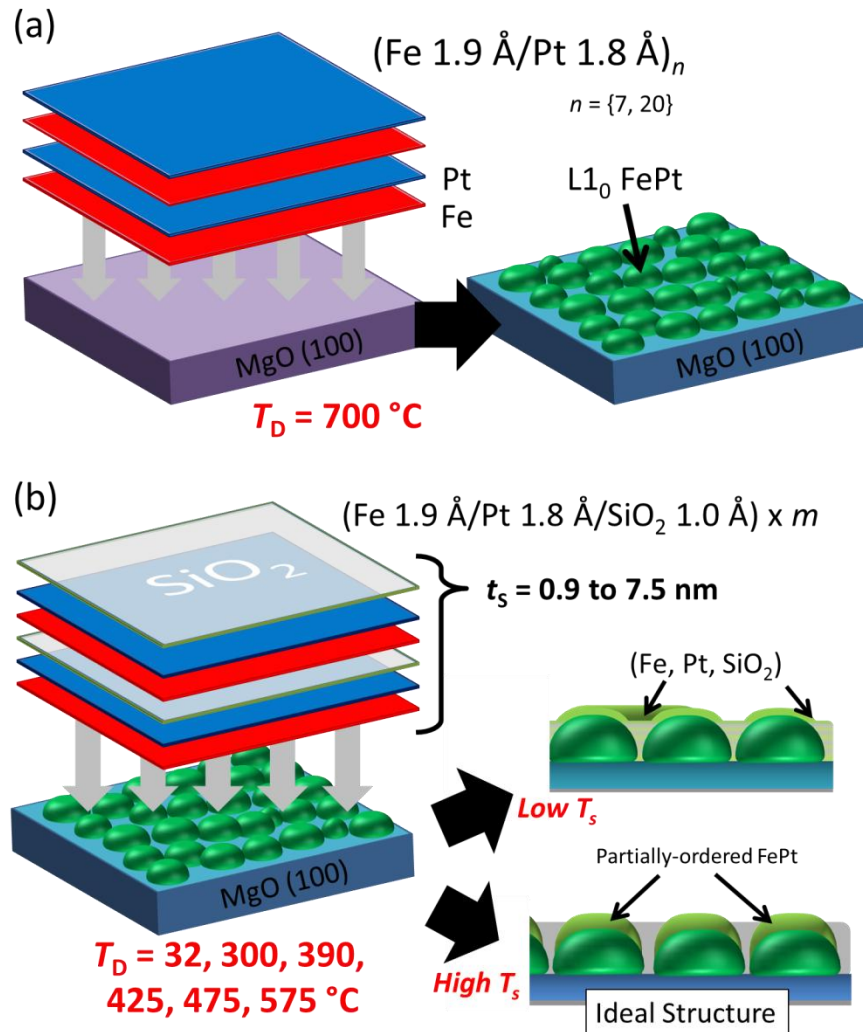 (a)
(Fe 1.9 Å/Pt 1.8 Å)n
n = {7, 20}
Pt
Fe
L10 FePt
MgO (100)
MgO (100)
TD = 700 °C
(b)
(Fe 1.9 Å/Pt 1.8 Å/SiO2 1.0 Å) x m
SiO2
tS = 0.9 to 7.5 nm
(Fe, Pt, SiO2)
Low Ts
MgO (100)
Partially-ordered FePt
TD = 32, 300, 390,
425, 475, 575 °C
High Ts
Ideal Structure